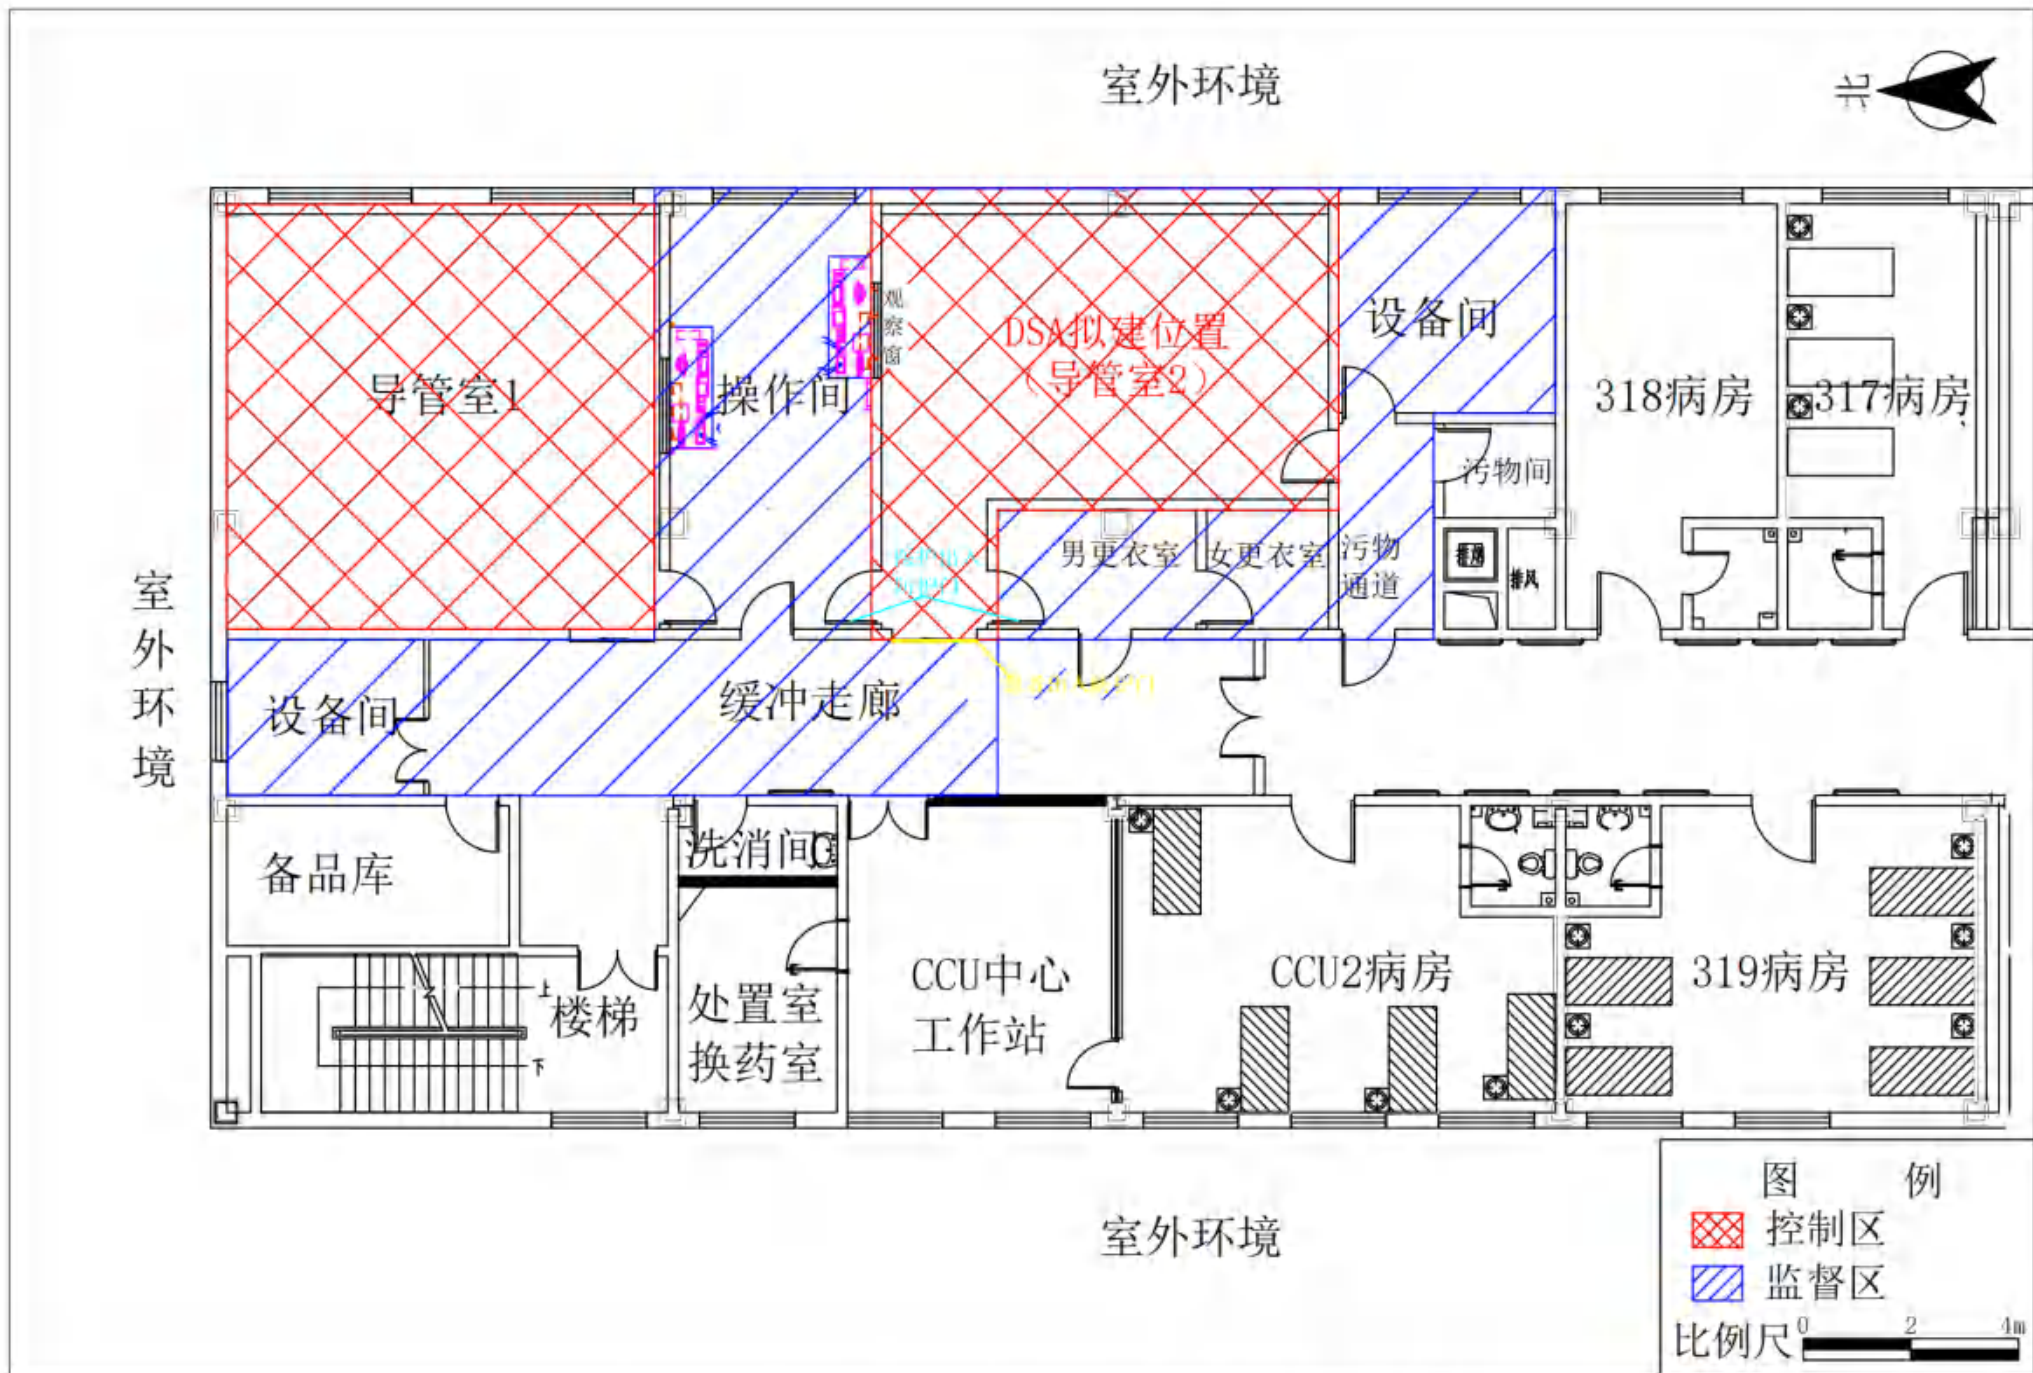 室外环境
北
导管室1
操作间
观察窗
DSA拟建位置
（导管室2）
设备间
318病房
317病房
污物间
男更衣室
女更衣室
污物
通道
排烟
排风
室外环境
设备间
缓冲走廊
备品库
洗消间
上
下
楼梯
处置室
换药室
CCU中心
工作站
CCU2病房
319病房
室外环境
图 例
控制区
监督区
比例尺
0 2 4m